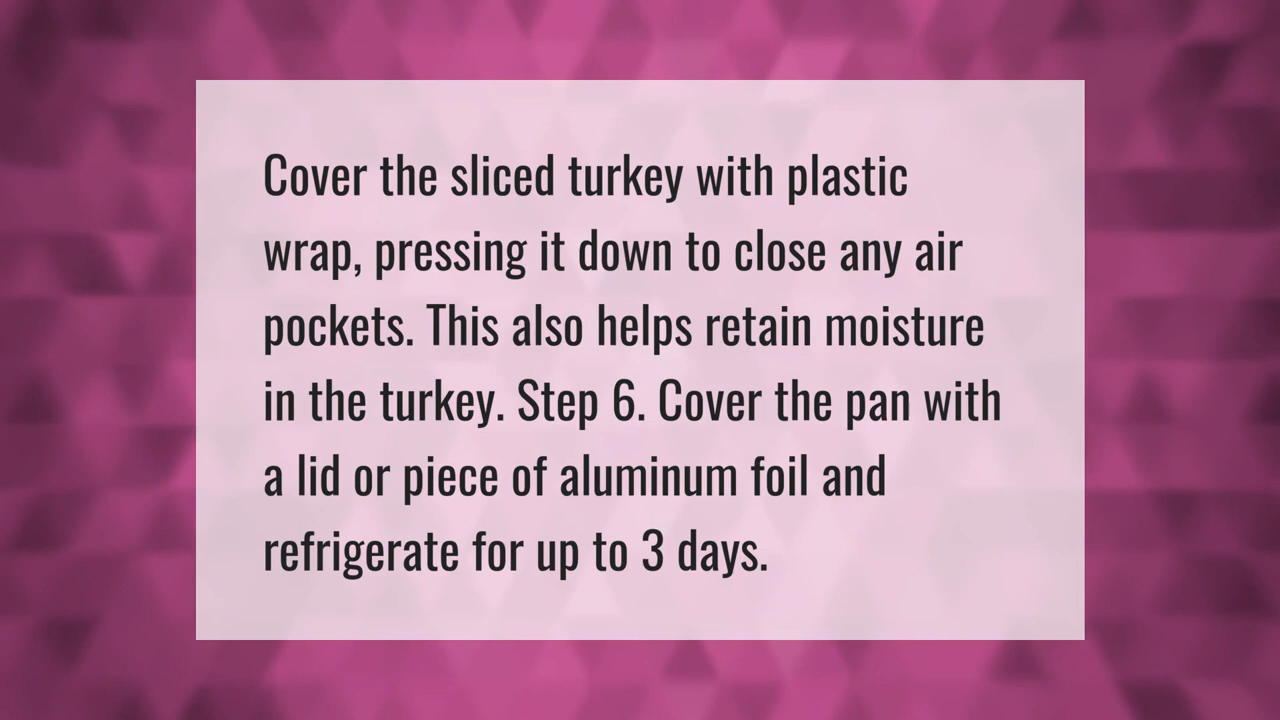 Cover the sliced turkey with plastic
wrap, pressing it down to close any air
pockets. This also helps retain moisture
in the turkey. Step 6. Cover the pan with
a lid or piece of aluminum foil and
refrigerate for up to 3 days.